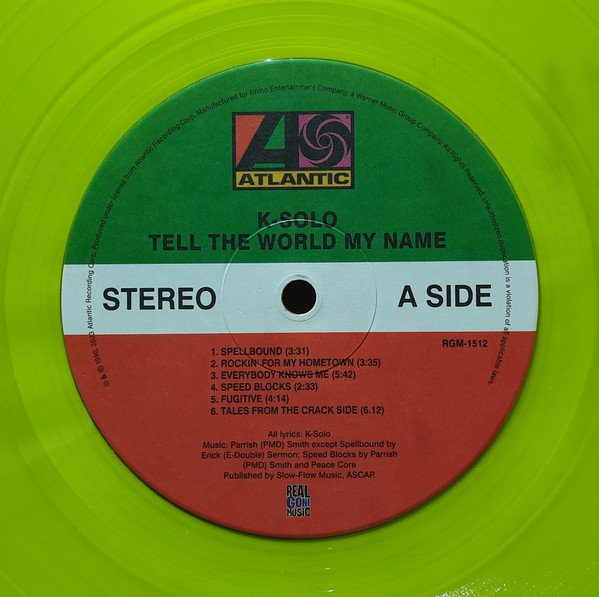 ATLANTIC
K-SOLO
TELL THE WORLD MY NAME
STEREO
A SIDE
RGM-1512
1. SPELLBOUND (3:31)
2. ROCKIN' FOR MY HOMETOWN (3:35)
3. EVERYBODY KNOWS ME (5:42)
4. SPEED BLOCKS (2:33)
5. FUGITIVE (4:14)
6. TALES FROM THE CRACK SIDE (6.12)
All lyrics: K-Solo
Music: Parrish (PMD) Smith except Spellbound by
Erick (E-Double) Sermon; Speed Blocks by Parrish
(PMD) Smith and Peace Core
Published by Slow-Flow Music, ASCAP.
REAL
GONE
MUSIC
℗ & © 1990, 2023 Atlantic Recording Corp. Produced under license from Atlantic Recording Corp. Manufactured for Rhino Entertainment Company, a Warner Music Group Company. All Rights Reserved. Unauthorized duplication is a violation of all applicable laws.